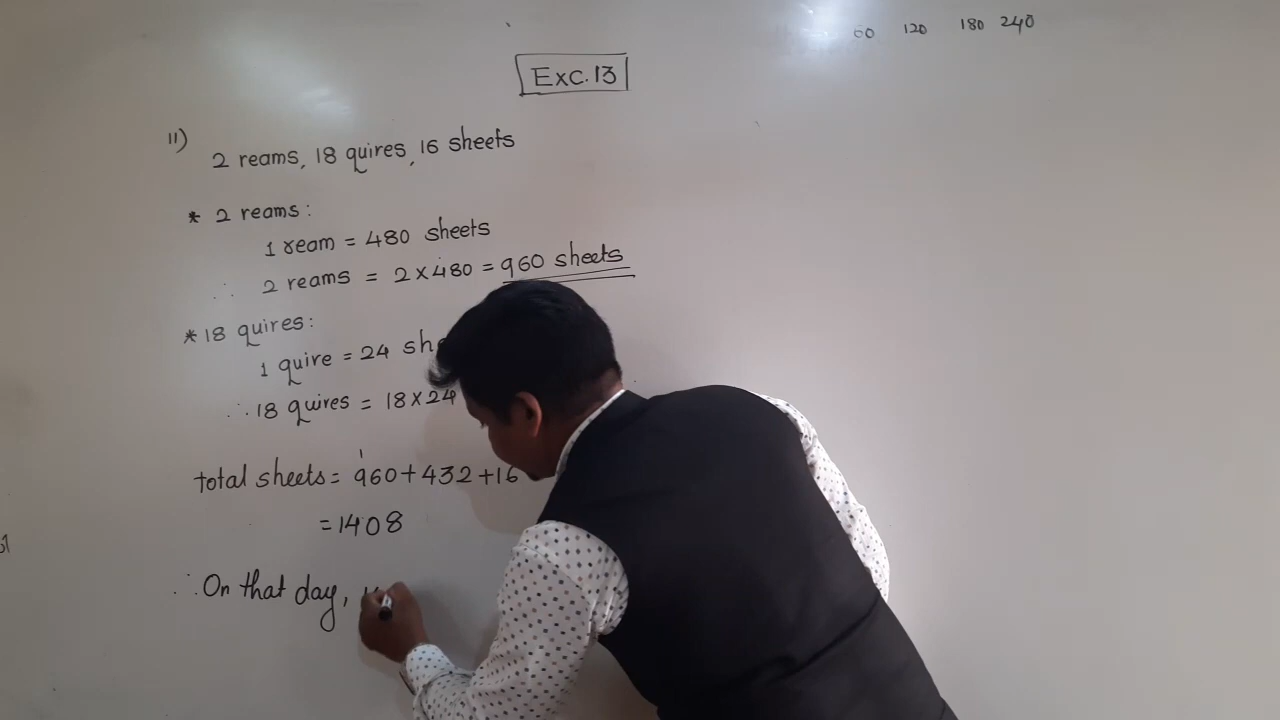 60 120 180 240
Exc.13
11)
2 reams, 18 quires, 16 sheets
* 2 reams:
1 ream = 480 sheets
∴ 2 reams = 2×480 = 960 sheets
* 18 quires:
1 quire = 24 she
∴ 18 quires = 18×24
1
total sheets = 960+432+16
=1408
∴ On that day,